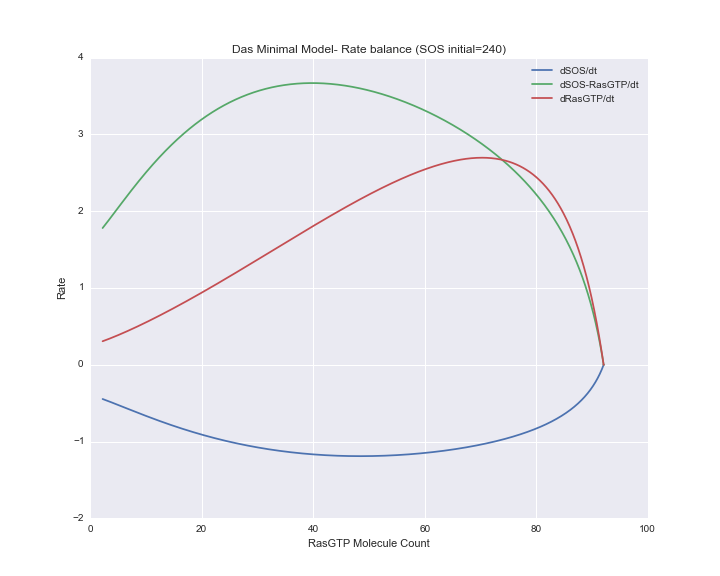 Das Minimal Model- Rate balance (SOS initial=240)
4
3
2
1
0
−1
−2
Rate
dSOS/dt
dSOS-RasGTP/dt
dRasGTP/dt
0
20
40
60
80
100
RasGTP Molecule Count